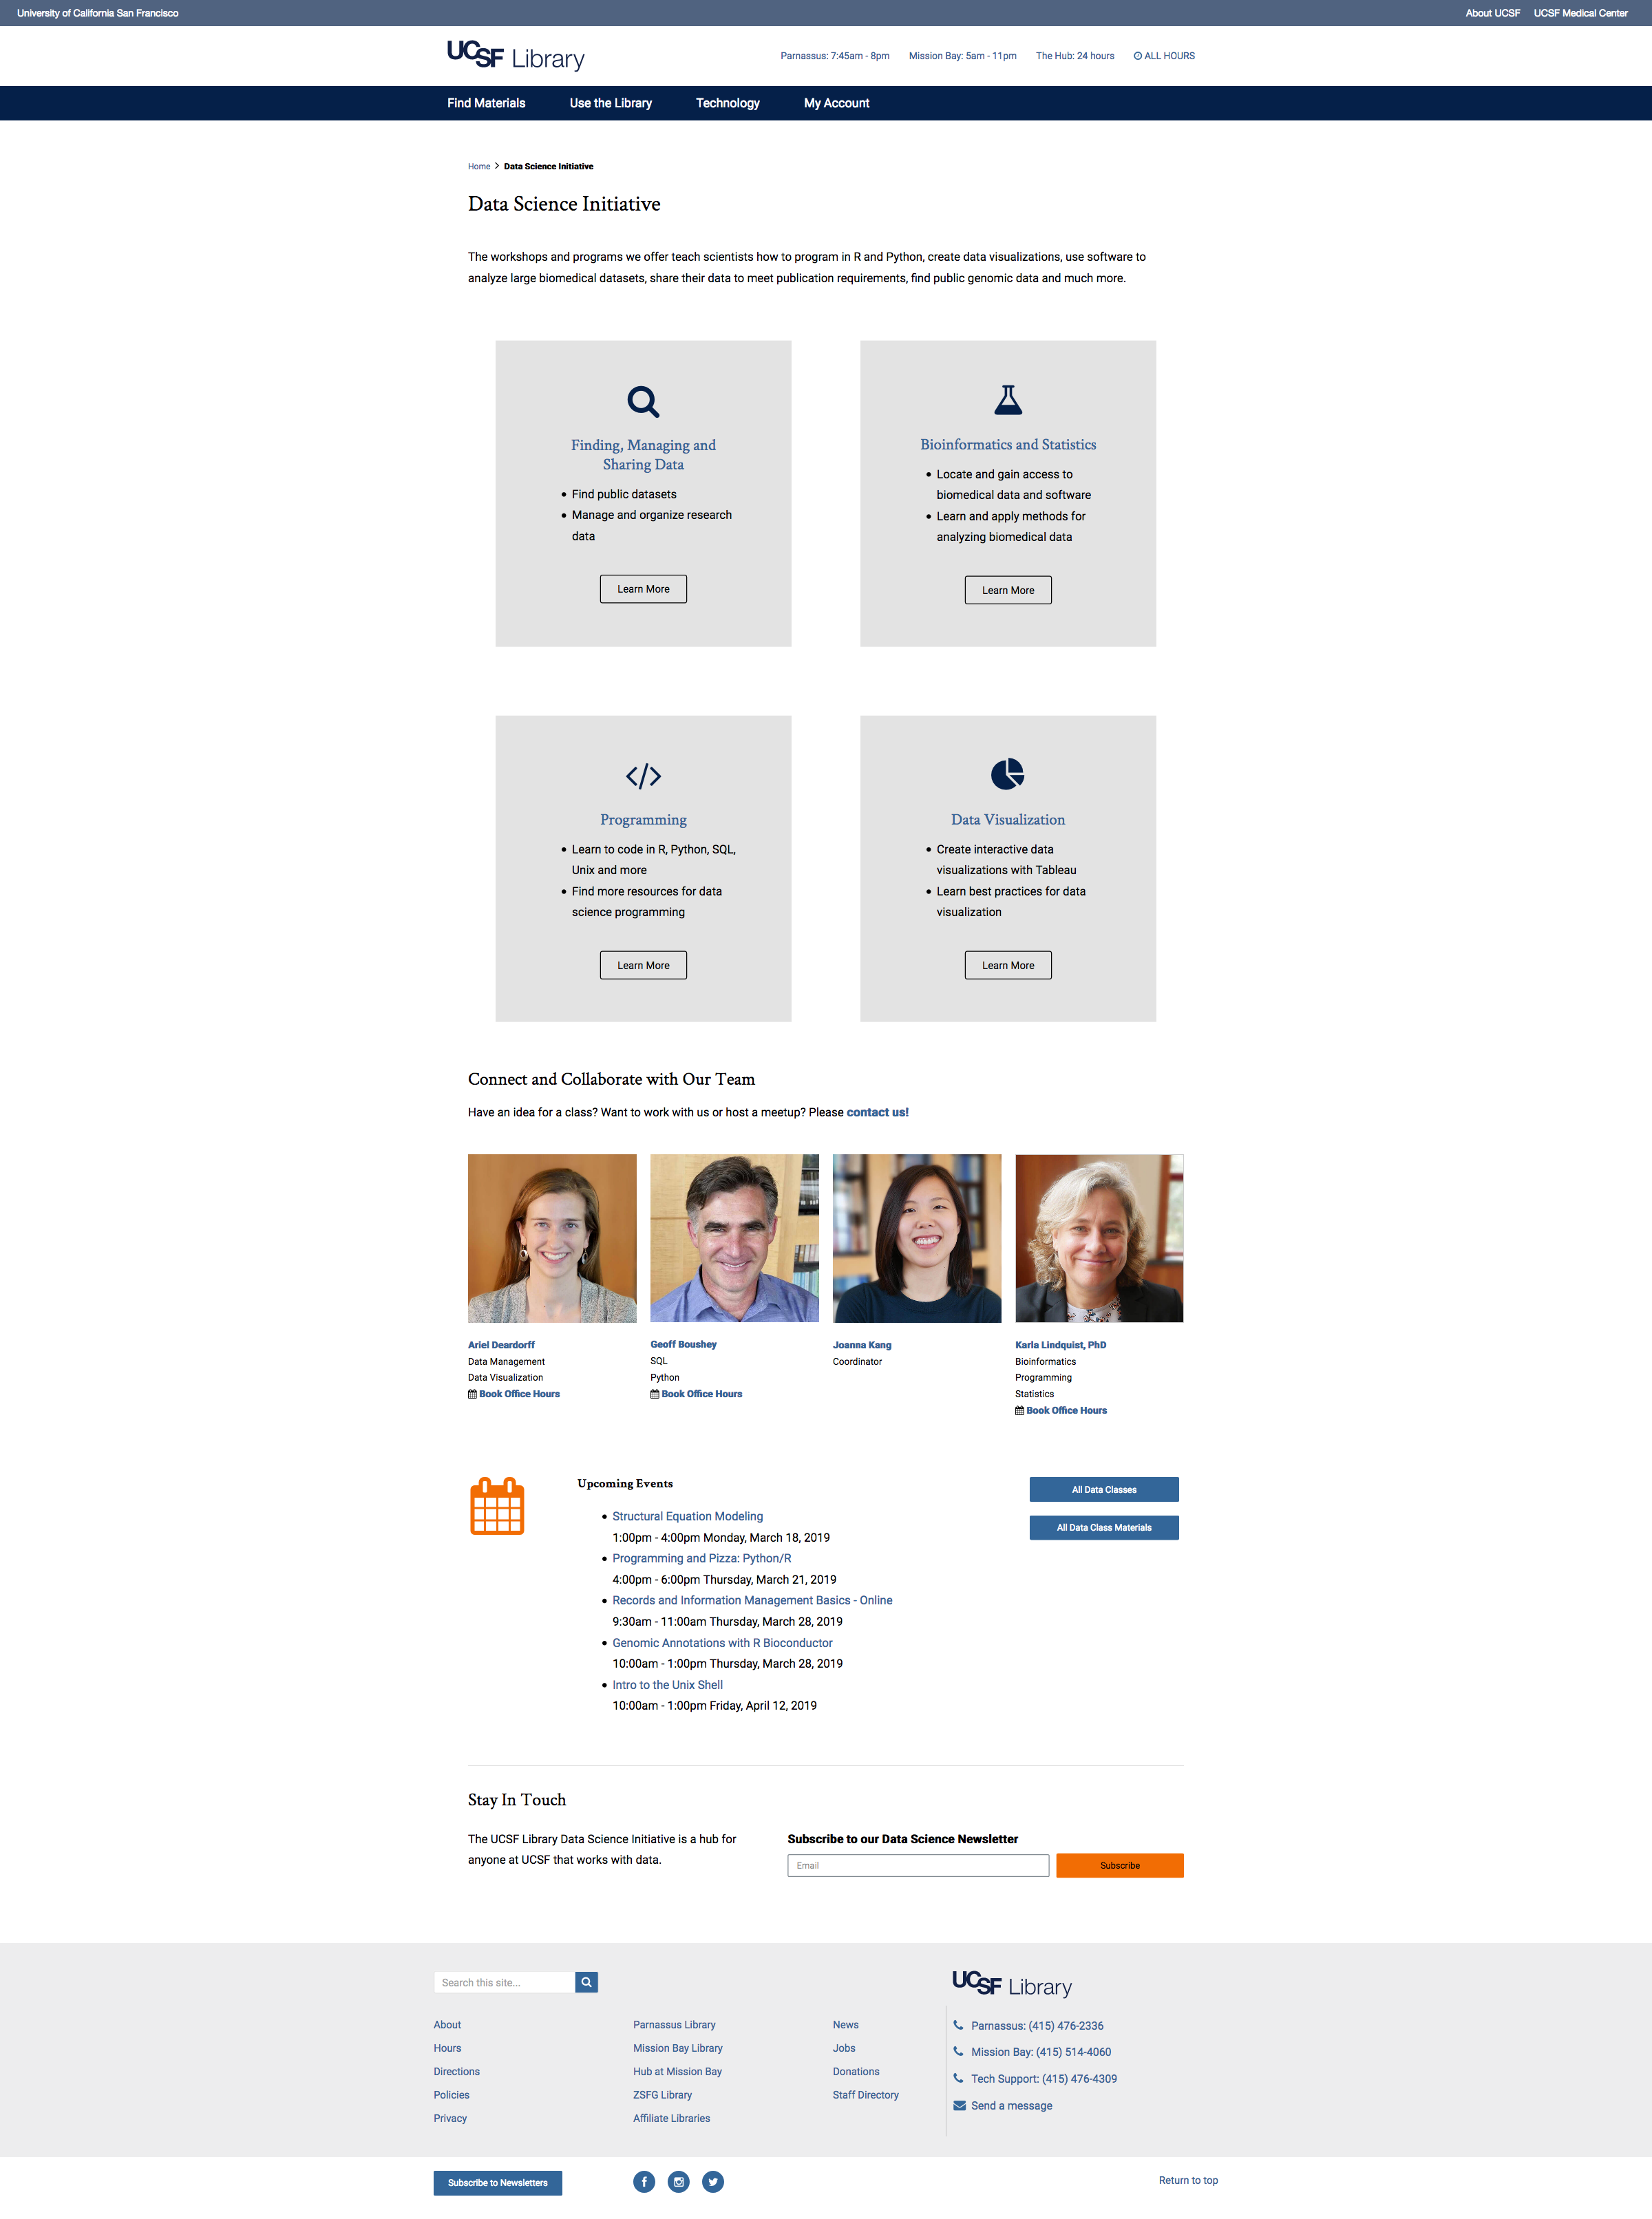 University of California San Francisco
About UCSF UCSF Medical Center
UCSF Library
Parnassus: 7:45am - 8pm Mission Bay: 5am - 11pm The Hub: 24 hours ALL HOURS
Find Materials Use the Library Technology My Account
Home > Data Science Initiative
Data Science Initiative
The workshops and programs we offer teach scientists how to program in R and Python, create data visualizations, use software to
analyze large biomedical datasets, share their data to meet publication requirements, find public genomic data and much more.
Finding, Managing and
Sharing Data
• Find public datasets
• Manage and organize research
data
Learn More
Bioinformatics and Statistics
• Locate and gain access to
biomedical data and software
• Learn and apply methods for
analyzing biomedical data
Learn More
</>
Programming
• Learn to code in R, Python, SQL,
Unix and more
• Find more resources for data
science programming
Learn More
Data Visualization
• Create interactive data
visualizations with Tableau
• Learn best practices for data
visualization
Learn More
Connect and Collaborate with Our Team
Have an idea for a class? Want to work with us or host a meetup? Please contact us!
Ariel Deardorff
Data Management
Data Visualization
Book Office Hours
Geoff Boushey
SQL
Python
Book Office Hours
Joanna Kang
Coordinator
Karla Lindquist, PhD
Bioinformatics
Programming
Statistics
Book Office Hours
Upcoming Events
• Structural Equation Modeling
1:00pm - 4:00pm Monday, March 18, 2019
• Programming and Pizza: Python/R
4:00pm - 6:00pm Thursday, March 21, 2019
• Records and Information Management Basics - Online
9:30am - 11:00am Thursday, March 28, 2019
• Genomic Annotations with R Bioconductor
10:00am - 1:00pm Thursday, March 28, 2019
• Intro to the Unix Shell
10:00am - 1:00pm Friday, April 12, 2019
All Data Classes
All Data Class Materials
Stay In Touch
The UCSF Library Data Science Initiative is a hub for
anyone at UCSF that works with data.
Subscribe to our Data Science Newsletter
Email
Subscribe
Search this site...
About
Hours
Directions
Policies
Privacy
Parnassus Library
Mission Bay Library
Hub at Mission Bay
ZSFG Library
Affiliate Libraries
News
Jobs
Donations
Staff Directory
UCSF Library
Parnassus: (415) 476-2336
Mission Bay: (415) 514-4060
Tech Support: (415) 476-4309
Send a message
Subscribe to Newsletters
Return to top